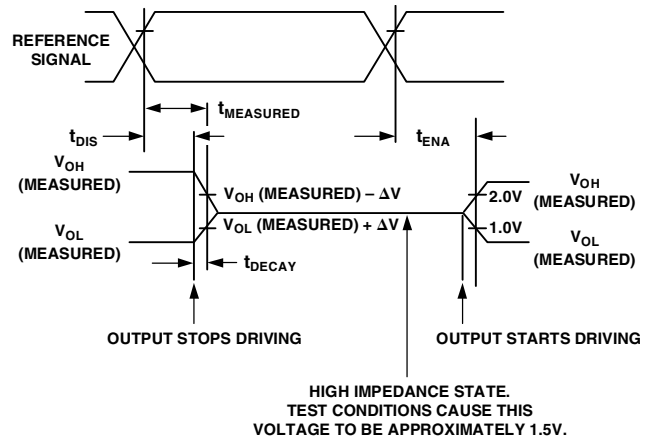 REFERENCE
SIGNAL
tMEASURED
tDIS
tENA
VOH
(MEASURED)
VOH (MEASURED) – ΔV
VOL (MEASURED) + ΔV
VOL
(MEASURED)
tDECAY
2.0V
1.0V
VOH
(MEASURED)
VOL
(MEASURED)
OUTPUT STOPS DRIVING
OUTPUT STARTS DRIVING
HIGH IMPEDANCE STATE.
TEST CONDITIONS CAUSE THIS
VOLTAGE TO BE APPROXIMATELY 1.5V.